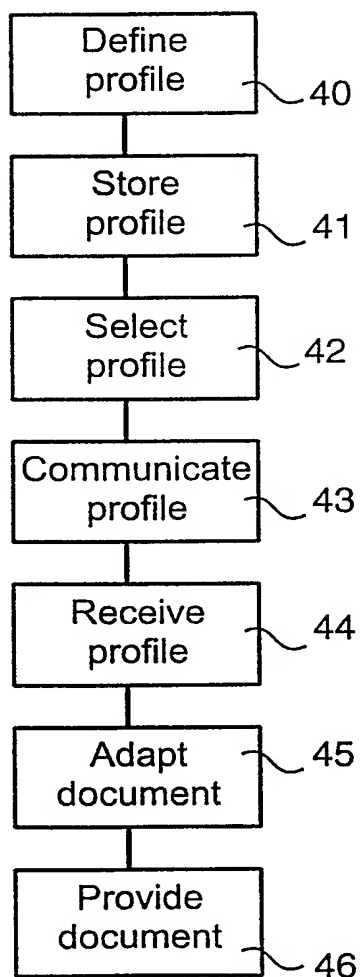 Define
profile
40
Store
profile
41
Select
profile
42
Communicate
profile
43
Receive
profile
44
Adapt
document
45
Provide
document
46